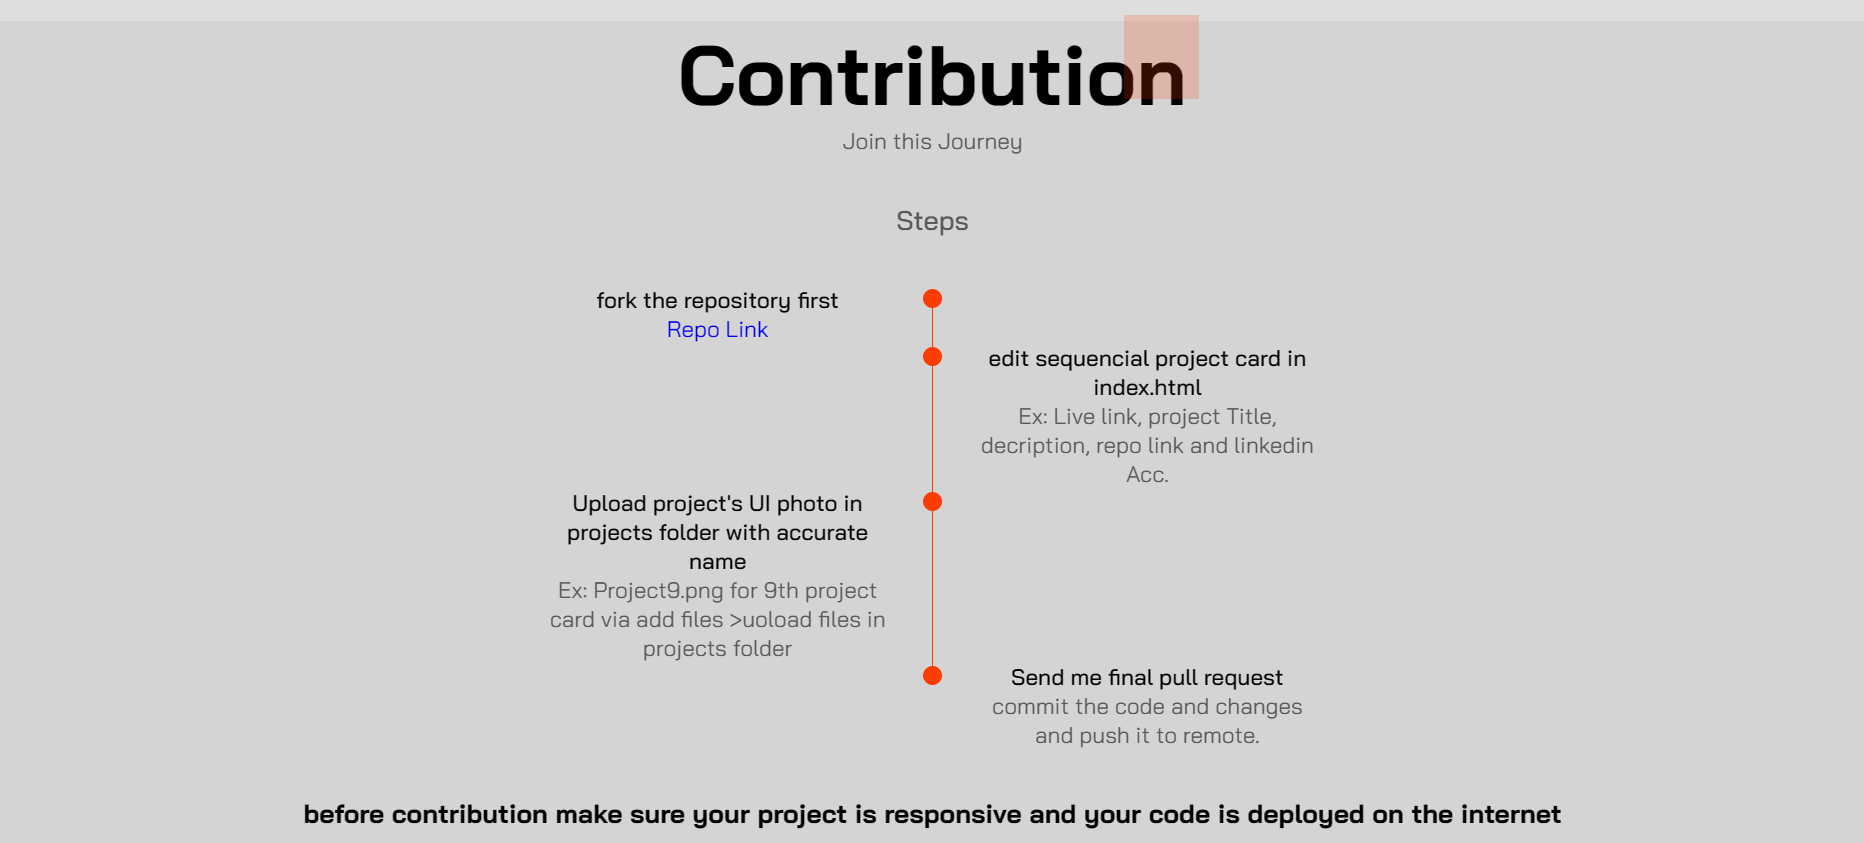 Contribution
Join this Journey
Steps
fork the repository first
Repo Link
edit sequencial project card in
index.html
Ex: Live link, project Title,
decription, repo link and linkedin
Acc.
Upload project's UI photo in
projects folder with accurate
name
Ex: Project9.png for 9th project
card via add files >uoload files in
projects folder
Send me final pull request
commit the code and changes
and push it to remote.
before contribution make sure your project is responsive and your code is deployed on the internet